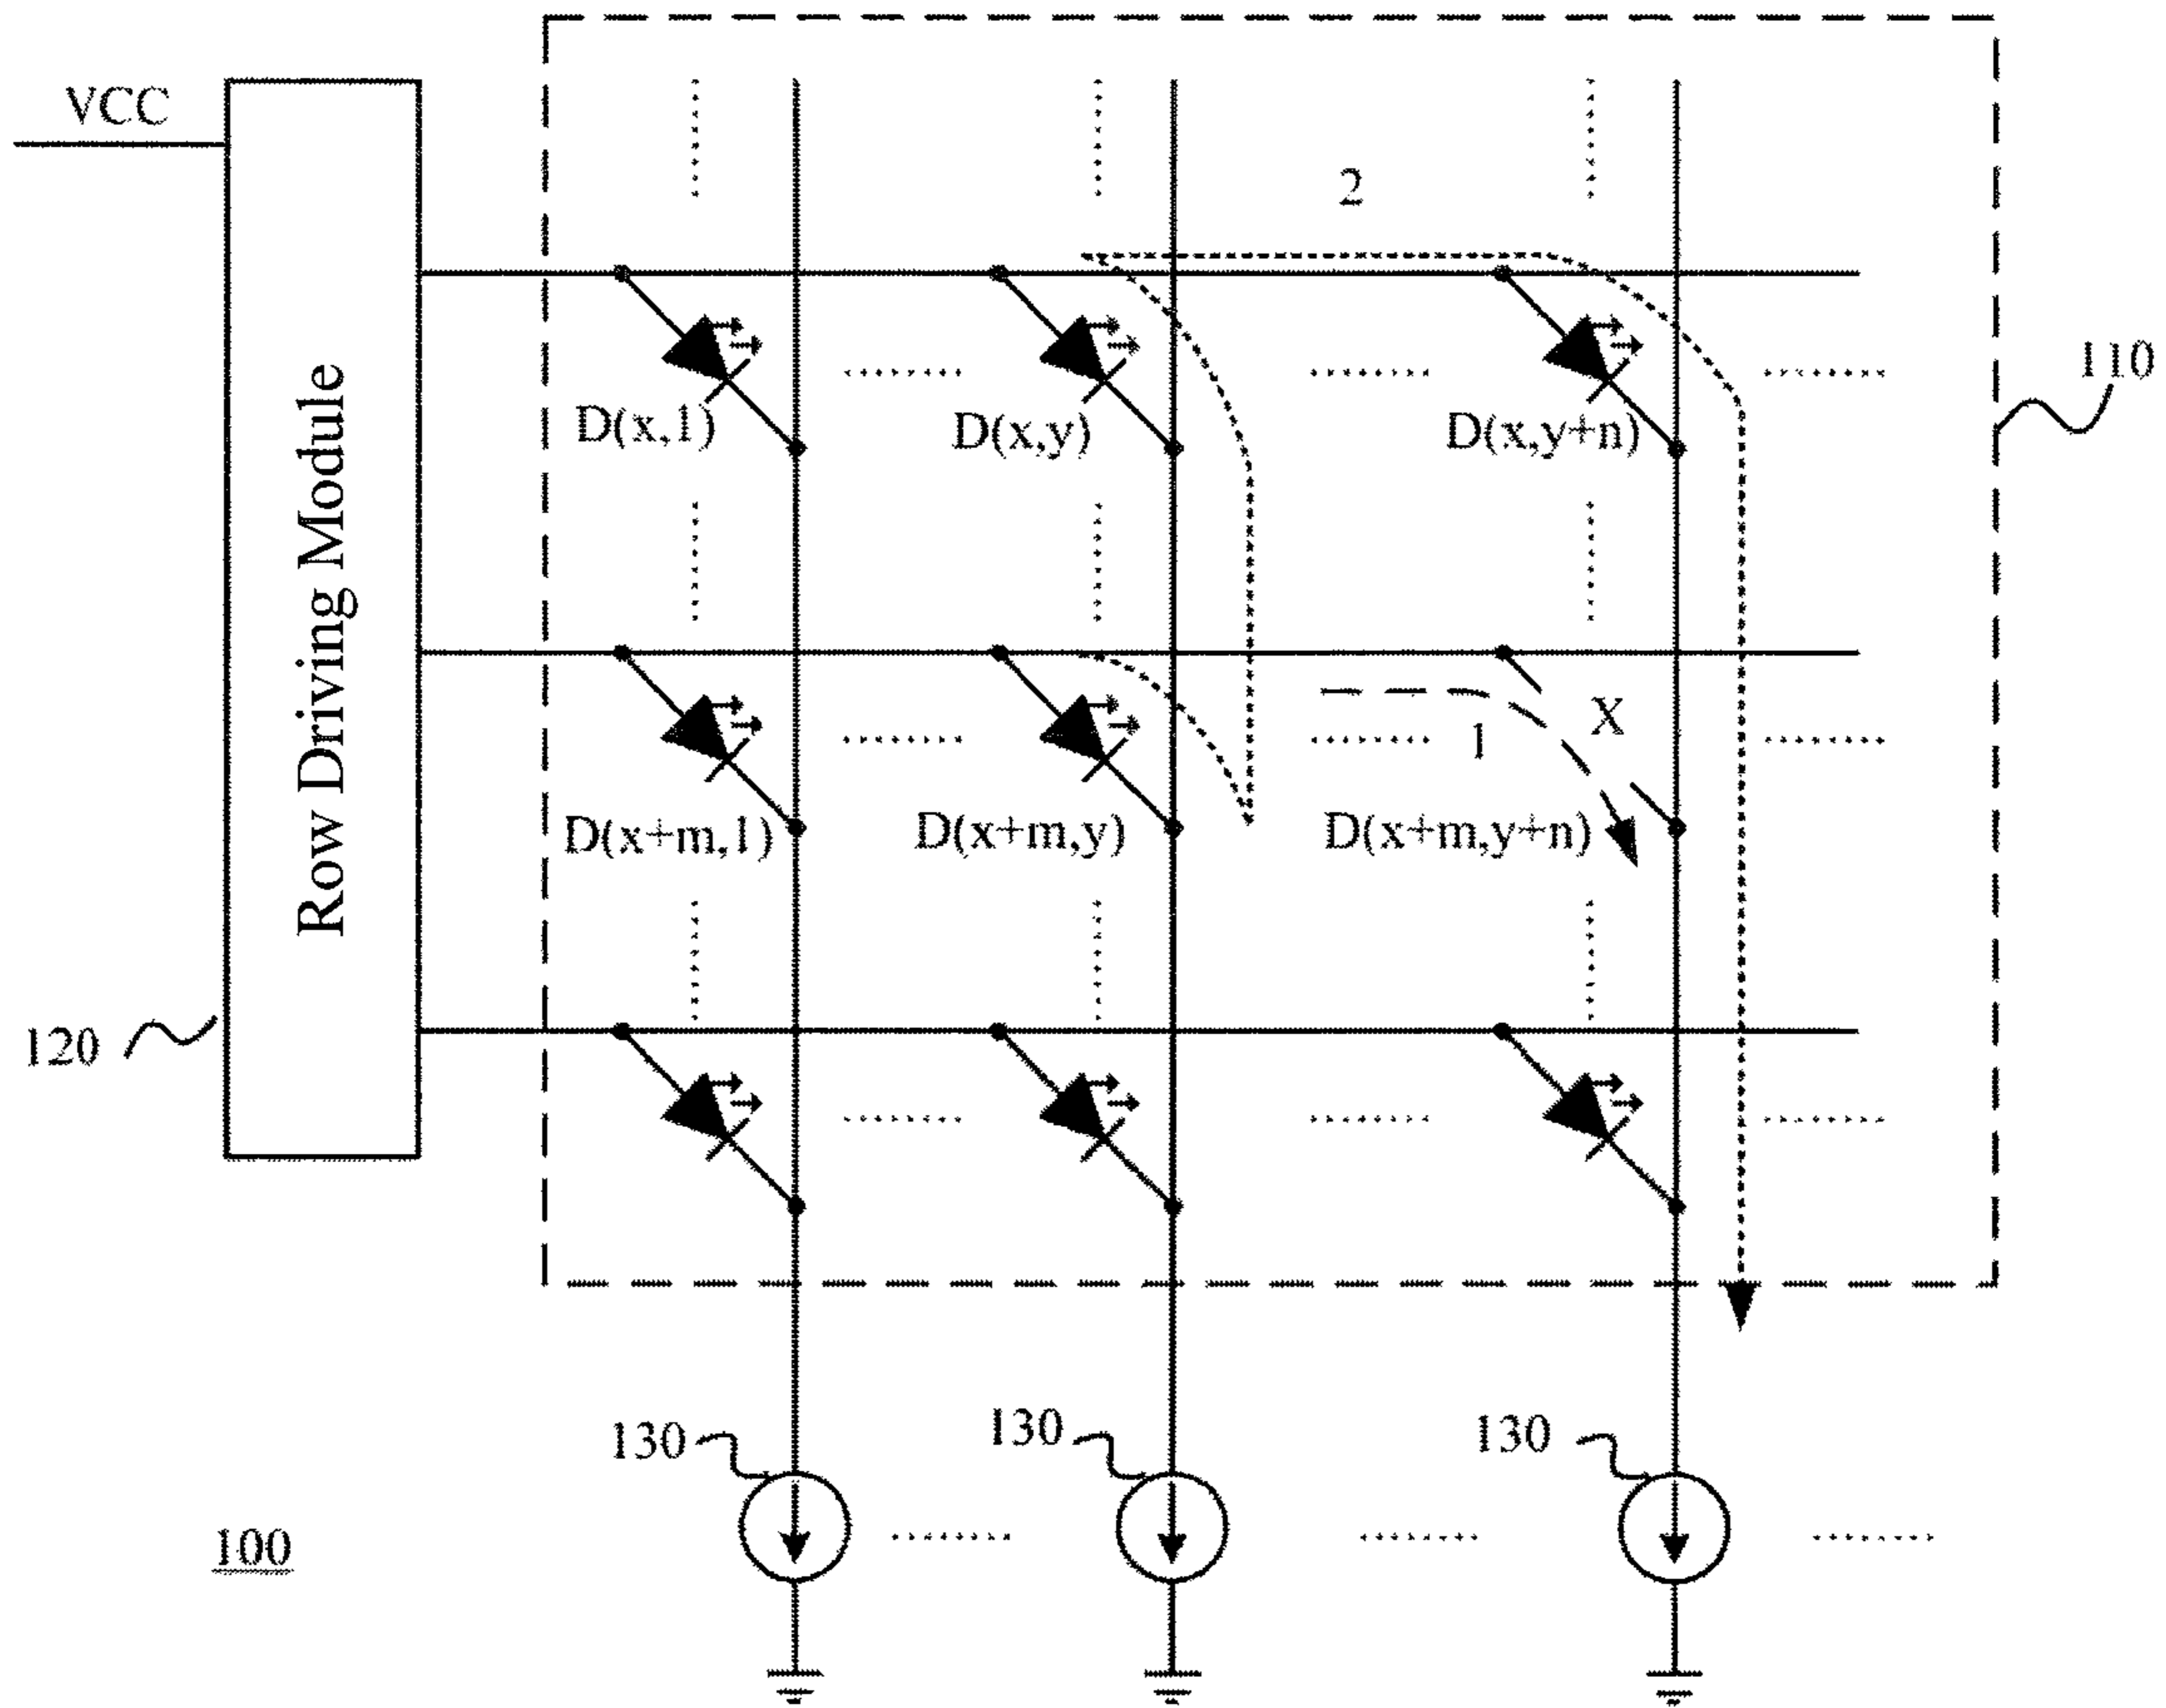 VCC
2
110
D(x,1)
D(x,y)
D(x,y+n)
Row Driving Module
X
1
D(x+m,1)
D(x+m,y)
D(x+m,y+n)
120
130
130
130
100